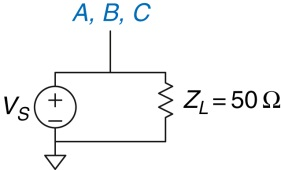 A, B, C
V_S
+
−
Z_L = 50 Ω